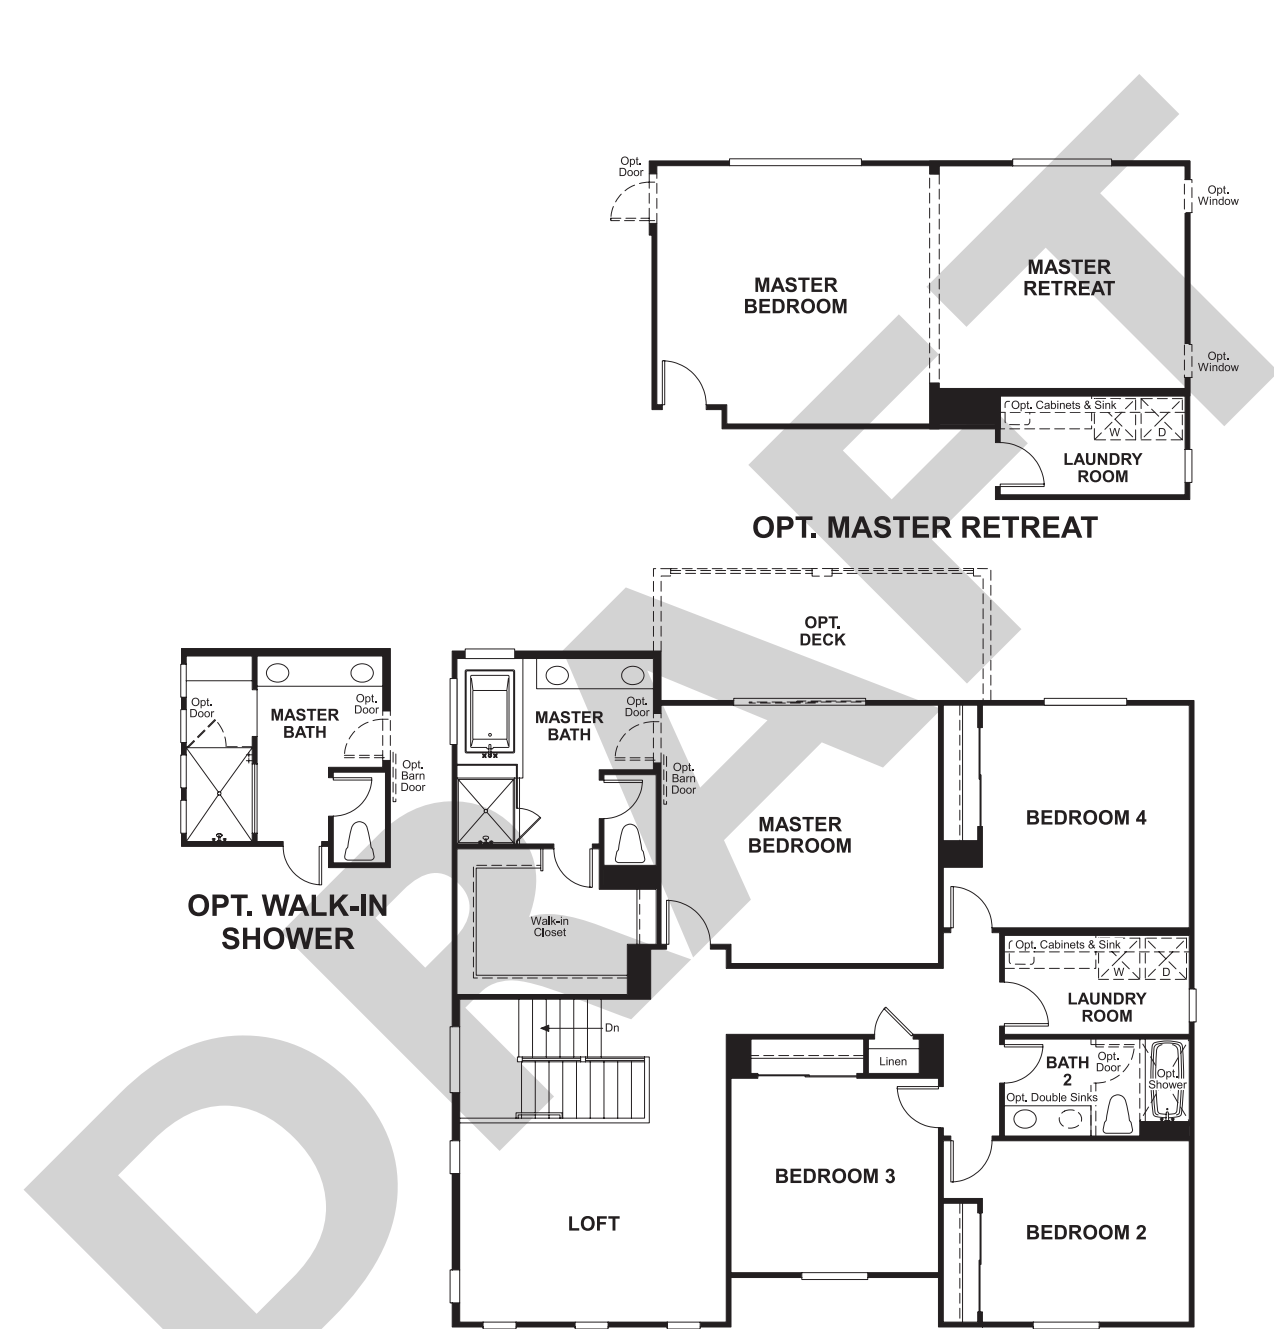 Opt.
Door
Opt.
Window
MASTER
BEDROOM
MASTER
RETREAT
Opt.
Window
Opt. Cabinets & Sink
W
D
LAUNDRY
ROOM
OPT. MASTER RETREAT
OPT.
DECK
Opt.
Door
MASTER
BATH
Opt.
Door
Opt.
Barn
Door
OPT. WALK-IN
SHOWER
MASTER
BATH
Opt.
Door
Opt.
Barn
Door
MASTER
BEDROOM
BEDROOM 4
Walk-in
Closet
Opt. Cabinets & Sink
W
D
LAUNDRY
ROOM
Dn
Linen
BATH
2
Opt.
Door
Opt.
Shower
Opt. Double Sinks
BEDROOM 3
LOFT
BEDROOM 2
DRAFT